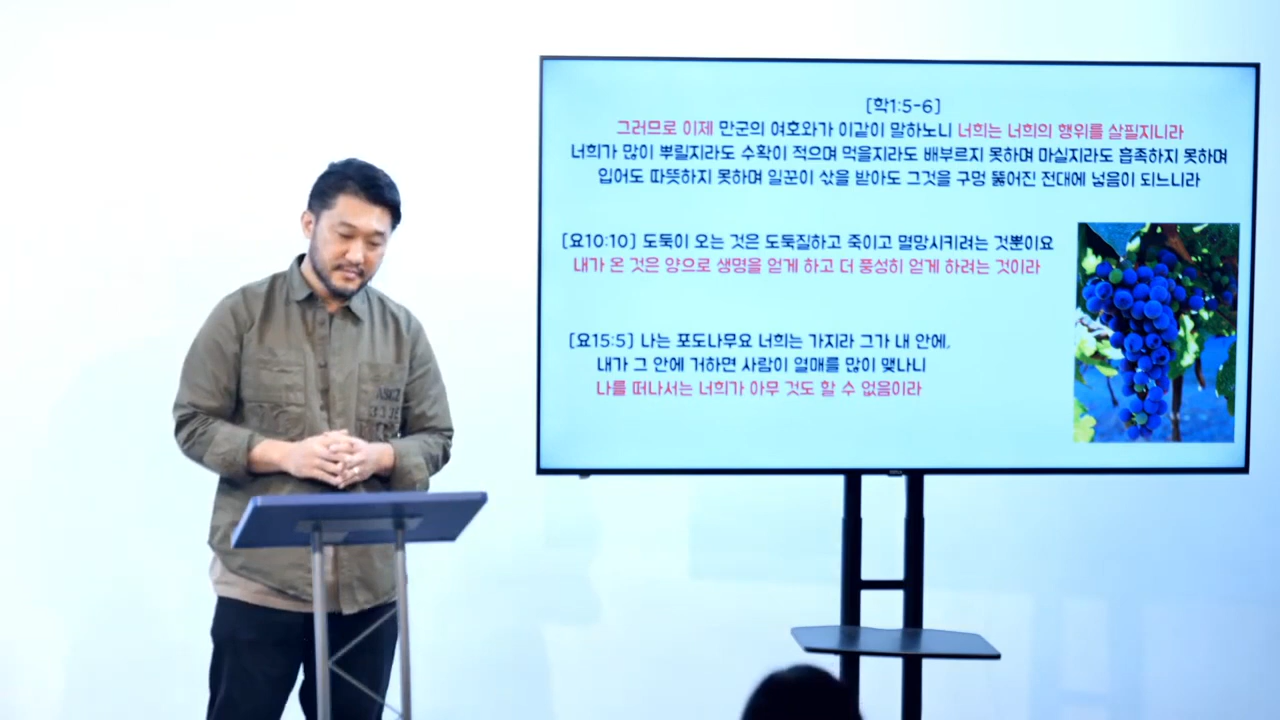 [학1:5-6]
그러므로 이제 만군의 여호와가 이같이 말하노니 너희는 너희의 행위를 살필지니라
너희가 많이 뿌릴지라도 수확이 적으며 먹을지라도 배부르지 못하며 마실지라도 흡족하지 못하며
입어도 따뜻하지 못하며 일꾼이 삯을 받아도 그것을 구멍 뚫어진 전대에 넣음이 되느니라
[요10:10] 도둑이 오는 것은 도둑질하고 죽이고 멸망시키려는 것뿐이요
내가 온 것은 양으로 생명을 얻게 하고 더 풍성히 얻게 하려는 것이라
[요15:5] 나는 포도나무요 너희는 가지라 그가 내 안에,
내가 그 안에 거하면 사람이 열매를 많이 맺나니
나를 떠나서는 너희가 아무 것도 할 수 없음이라